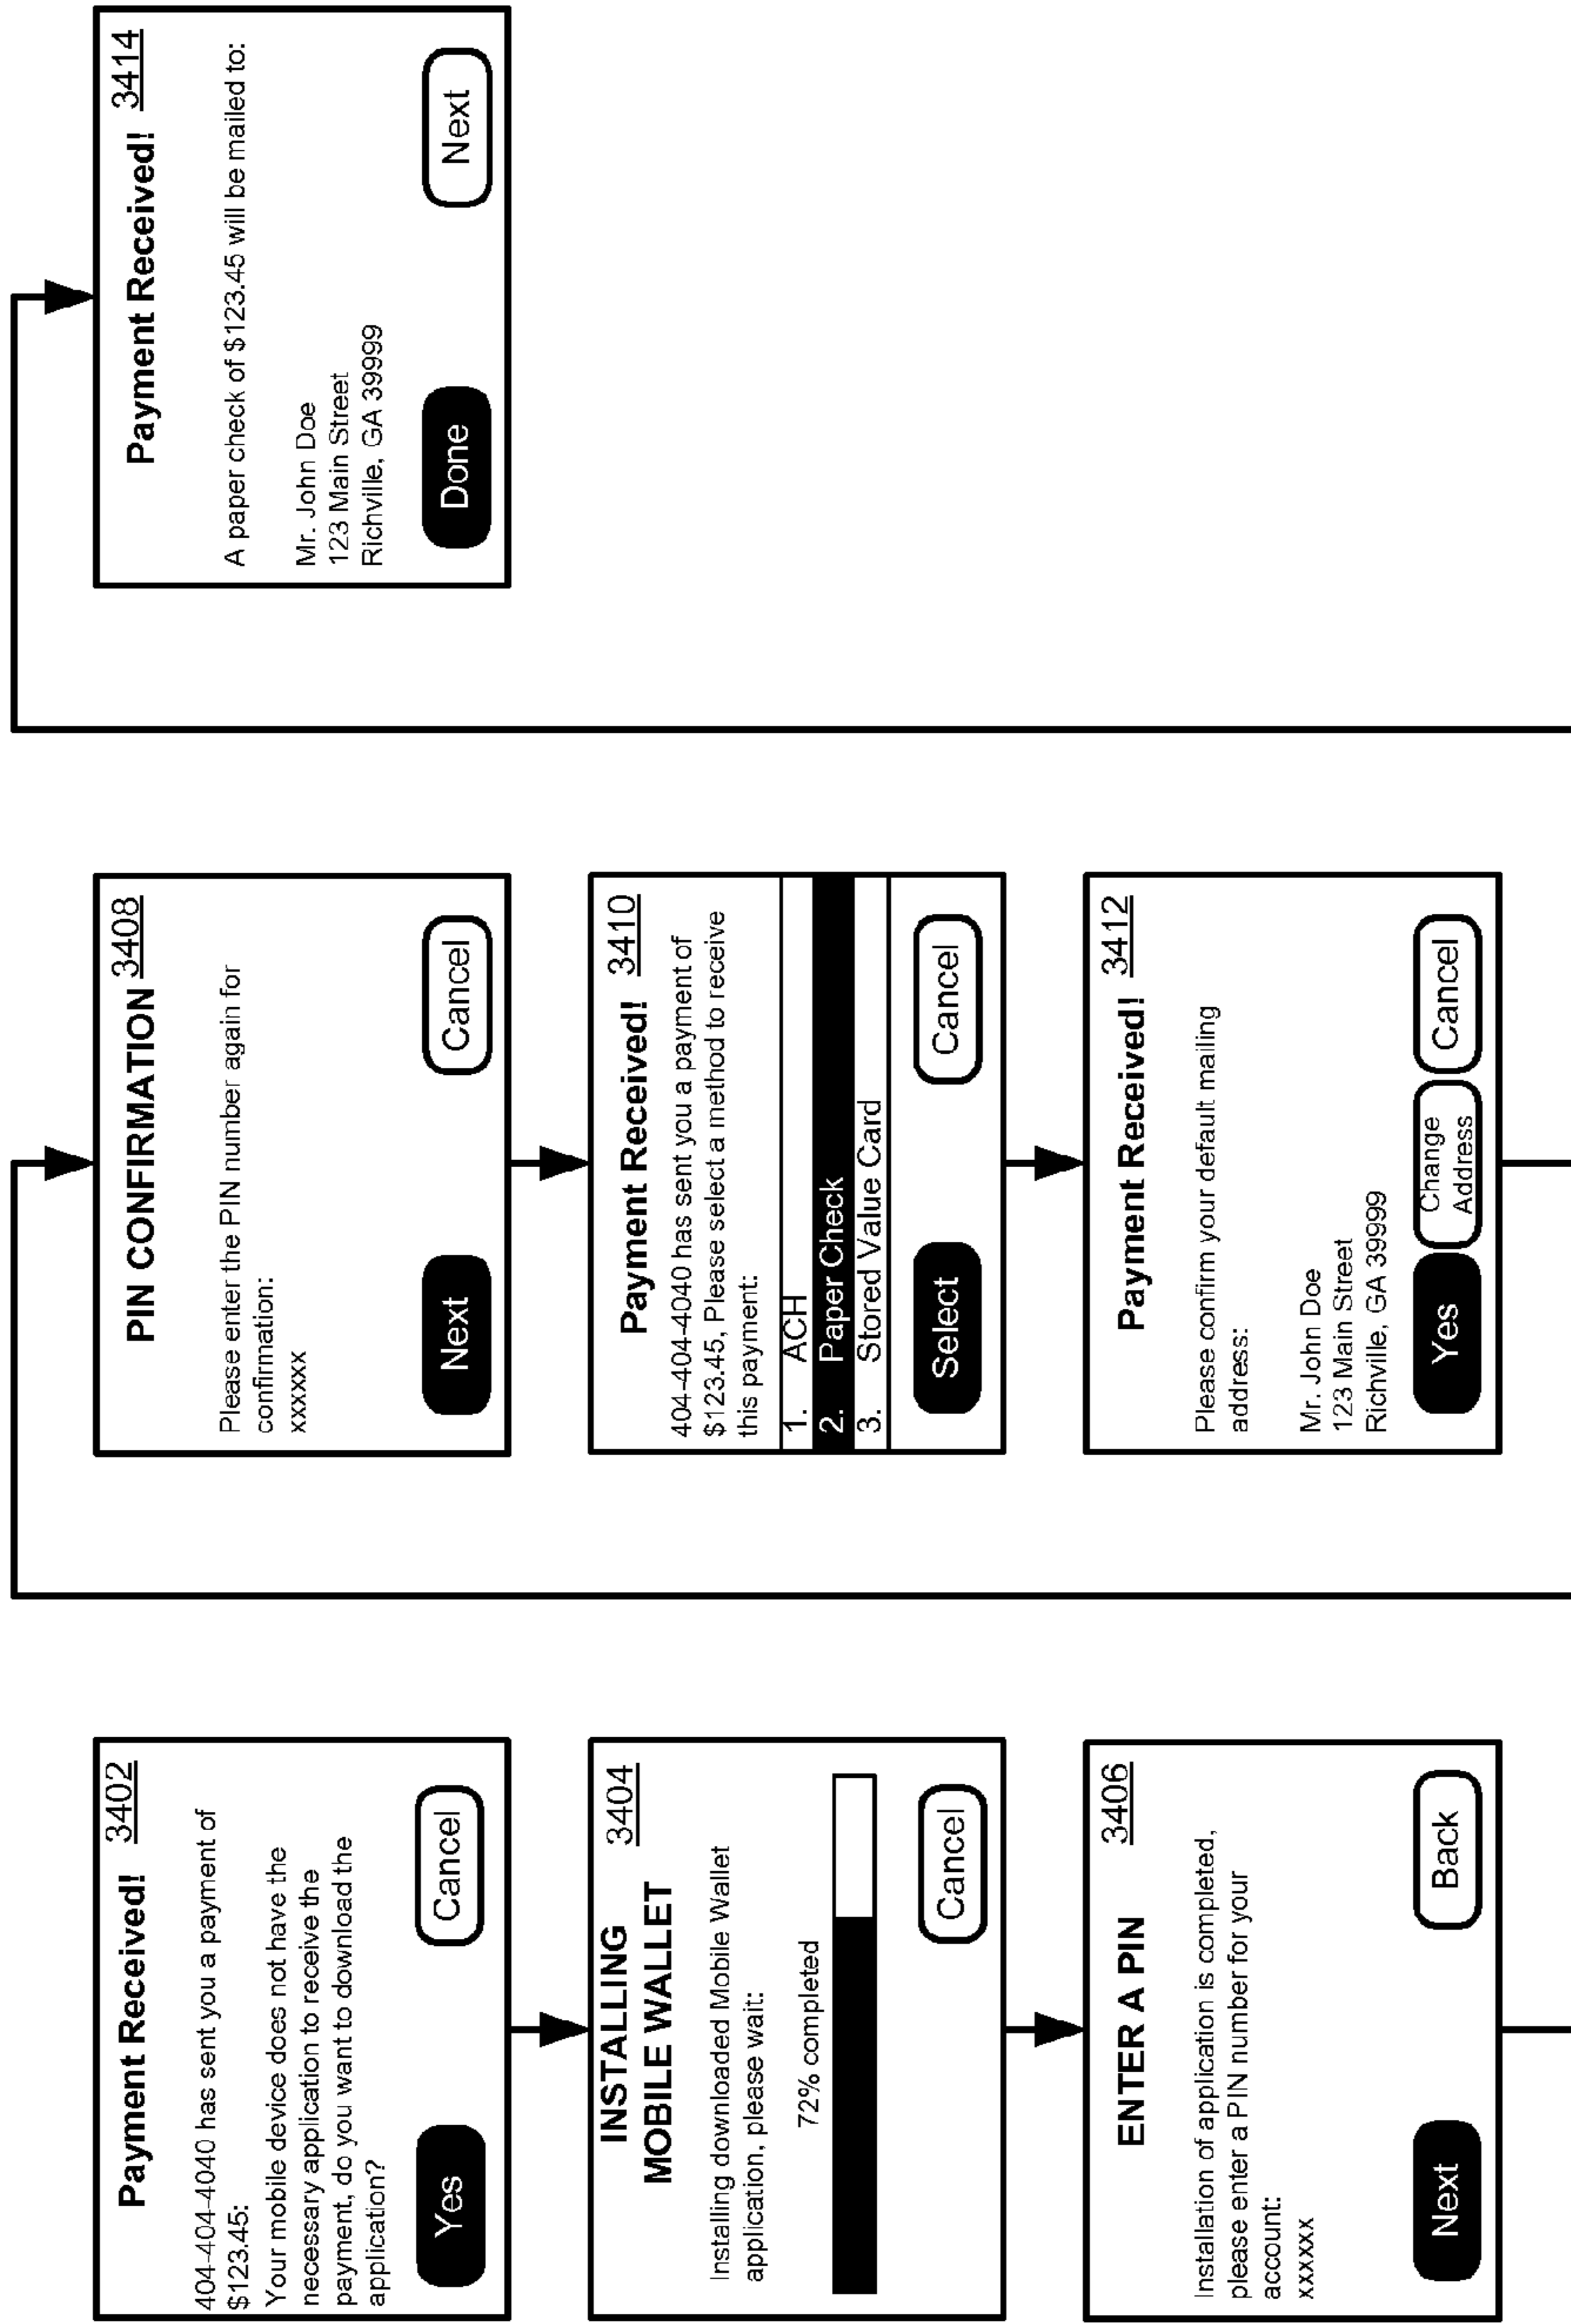 Payment Received! 3402
404-404-4040 has sent you a payment of
$123.45:
Your mobile device does not have the
necessary application to receive the
payment, do you want to download the
application?
Yes
Cancel
INSTALLING
MOBILE WALLET
3404
Installing downloaded Mobile Wallet
application, please wait:
72% completed
Cancel
ENTER A PIN 3406
Installation of application is completed,
please enter a PIN number for your
account:
xxxxxx
Next
Back
PIN CONFIRMATION 3408
Please enter the PIN number again for
confirmation:
xxxxxx
Next
Cancel
Payment Received! 3410
404-404-4040 has sent you a payment of
$123.45, Please select a method to receive
this payment:
1. ACH
2. Paper Check
3. Stored Value Card
Select
Cancel
Payment Received! 3412
Please confirm your default mailing
address:
Mr. John Doe
123 Main Street
Richville, GA 39999
Yes
Change
Address
Cancel
Payment Received! 3414
A paper check of $123.45 will be mailed to:
Mr. John Doe
123 Main Street
Richville, GA 39999
Done
Next